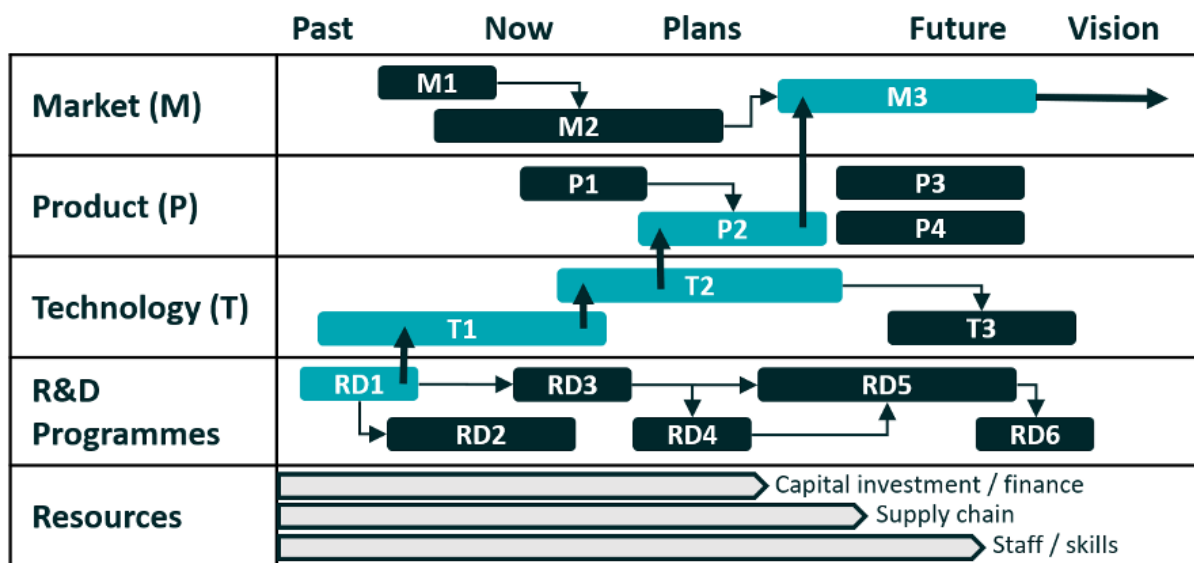 Past Now Plans Future Vision
Market (M)
M1
M2
M3
Product (P)
P1
P2
P3
P4
Technology (T)
T1
T2
T3
R&D
Programmes
RD1
RD2
RD3
RD4
RD5
RD6
Resources
Capital investment / finance
Supply chain
Staff / skills